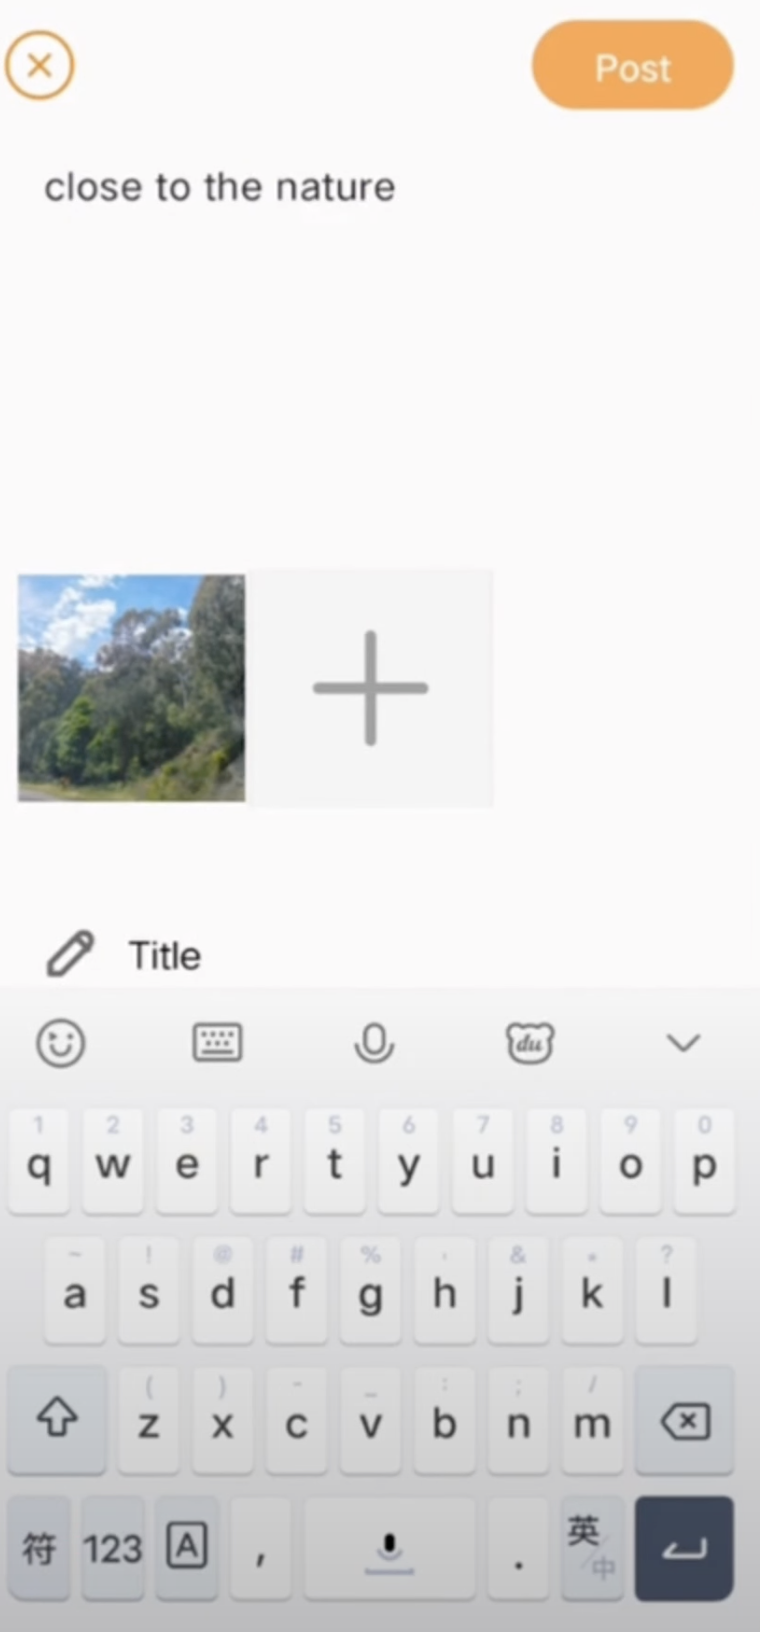 Post
close to the nature
Title
du
1 2 3 4 5 6 7 8 9 0
q w e r t y u i o p
~ ! @ # % ' & * ?
a s d f g h j k l
( ) - _ : ; /
z x c v b n m
符 123 A , . 英/中